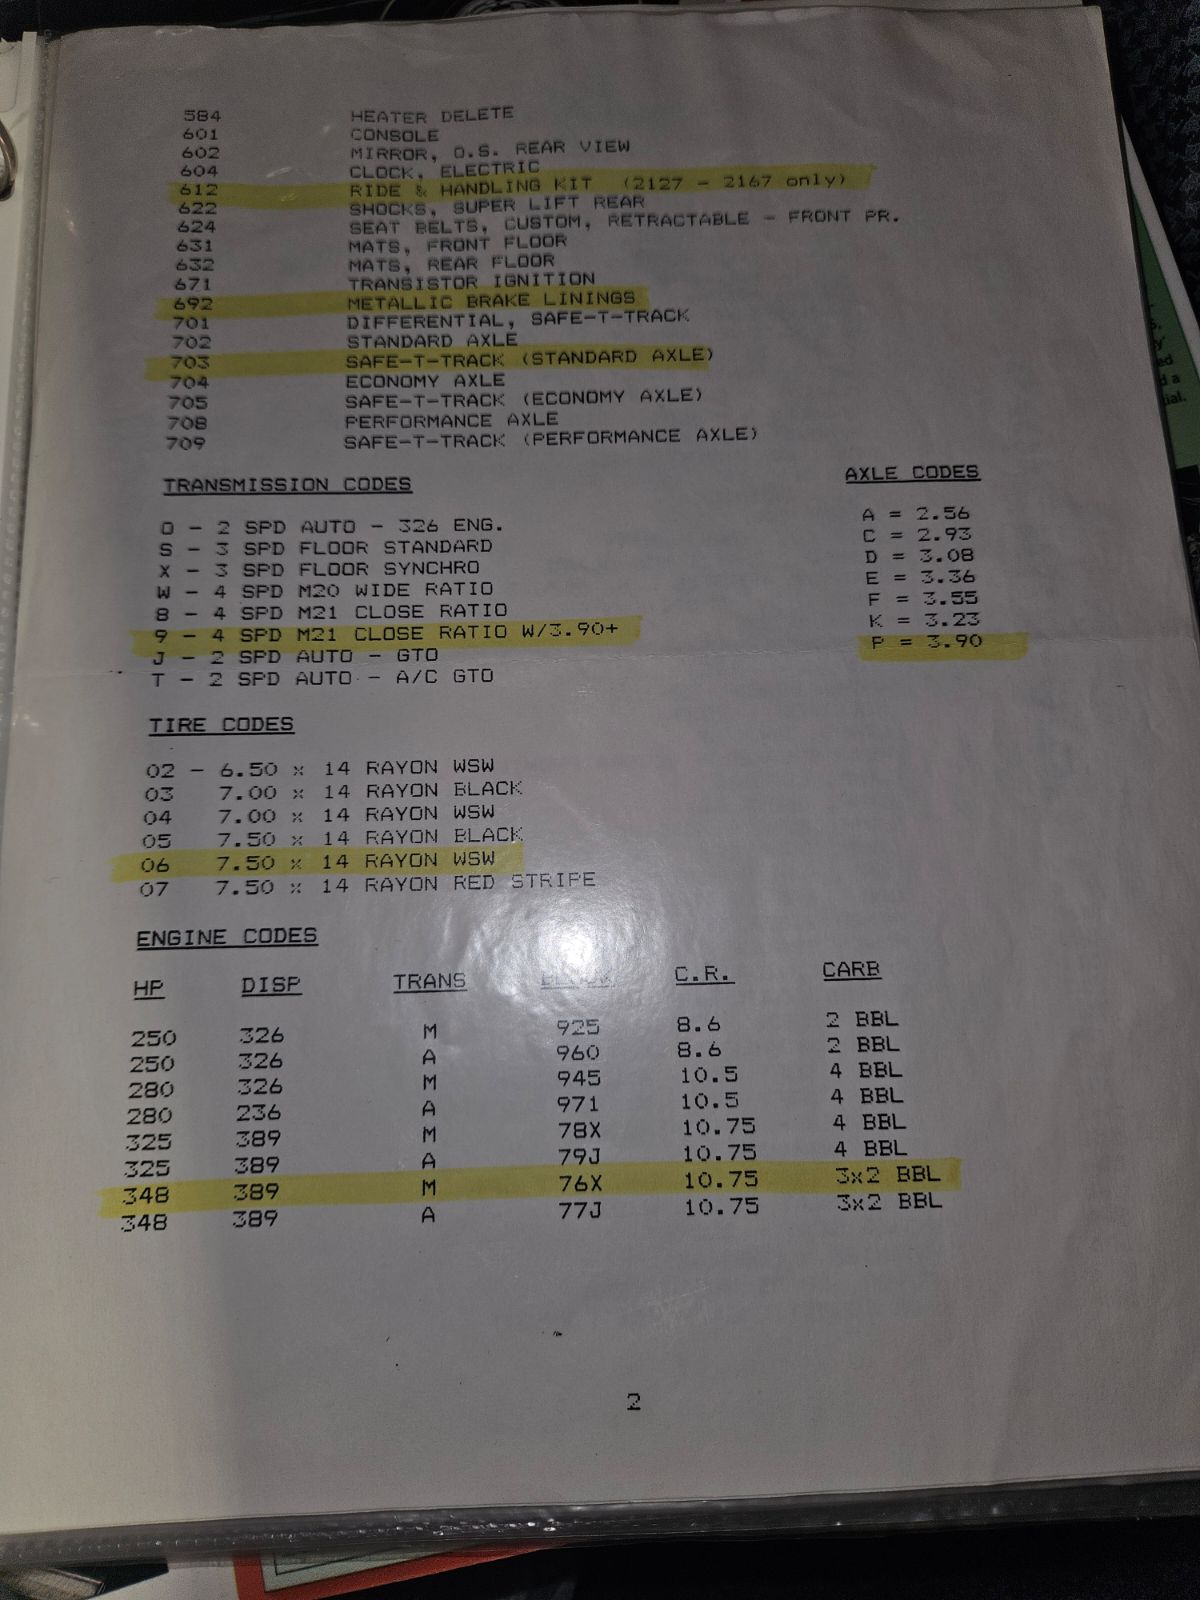 584 HEATER DELETE
601 CONSOLE
602 MIRROR, O.S. REAR VIEW
604 CLOCK, ELECTRIC
612 RIDE & HANDLING KIT (2127 - 2167 only)
622 SHOCKS, SUPER LIFT REAR
624 SEAT BELTS, CUSTOM, RETRACTABLE - FRONT PR.
631 MATS, FRONT FLOOR
632 MATS, REAR FLOOR
671 TRANSISTOR IGNITION
692 METALLIC BRAKE LININGS
701 DIFFERENTIAL, SAFE-T-TRACK
702 STANDARD AXLE
703 SAFE-T-TRACK (STANDARD AXLE)
704 ECONOMY AXLE
705 SAFE-T-TRACK (ECONOMY AXLE)
708 PERFORMANCE AXLE
709 SAFE-T-TRACK (PERFORMANCE AXLE)
TRANSMISSION CODES
O - 2 SPD AUTO - 326 ENG.
S - 3 SPD FLOOR STANDARD
X - 3 SPD FLOOR SYNCHRO
W - 4 SPD M20 WIDE RATIO
8 - 4 SPD M21 CLOSE RATIO
9 - 4 SPD M21 CLOSE RATIO W/3.90+
J - 2 SPD AUTO - GTO
T - 2 SPD AUTO - A/C GTO
AXLE CODES
A = 2.56
C = 2.93
D = 3.08
E = 3.36
F = 3.55
K = 3.23
P = 3.90
TIRE CODES
02 - 6.50 x 14 RAYON WSW
03 7.00 x 14 RAYON BLACK
04 7.00 x 14 RAYON WSW
05 7.50 x 14 RAYON BLACK
06 7.50 x 14 RAYON WSW
07 7.50 x 14 RAYON RED STRIPE
ENGINE CODES
HP DISP TRANS C.R. CARB
250 326 M 925 8.6 2 BBL
250 326 A 960 8.6 2 BBL
280 326 M 945 10.5 4 BBL
280 236 A 971 10.5 4 BBL
325 389 M 78X 10.75 4 BBL
325 389 A 79J 10.75 4 BBL
348 389 M 76X 10.75 3x2 BBL
348 389 A 77J 10.75 3x2 BBL
2